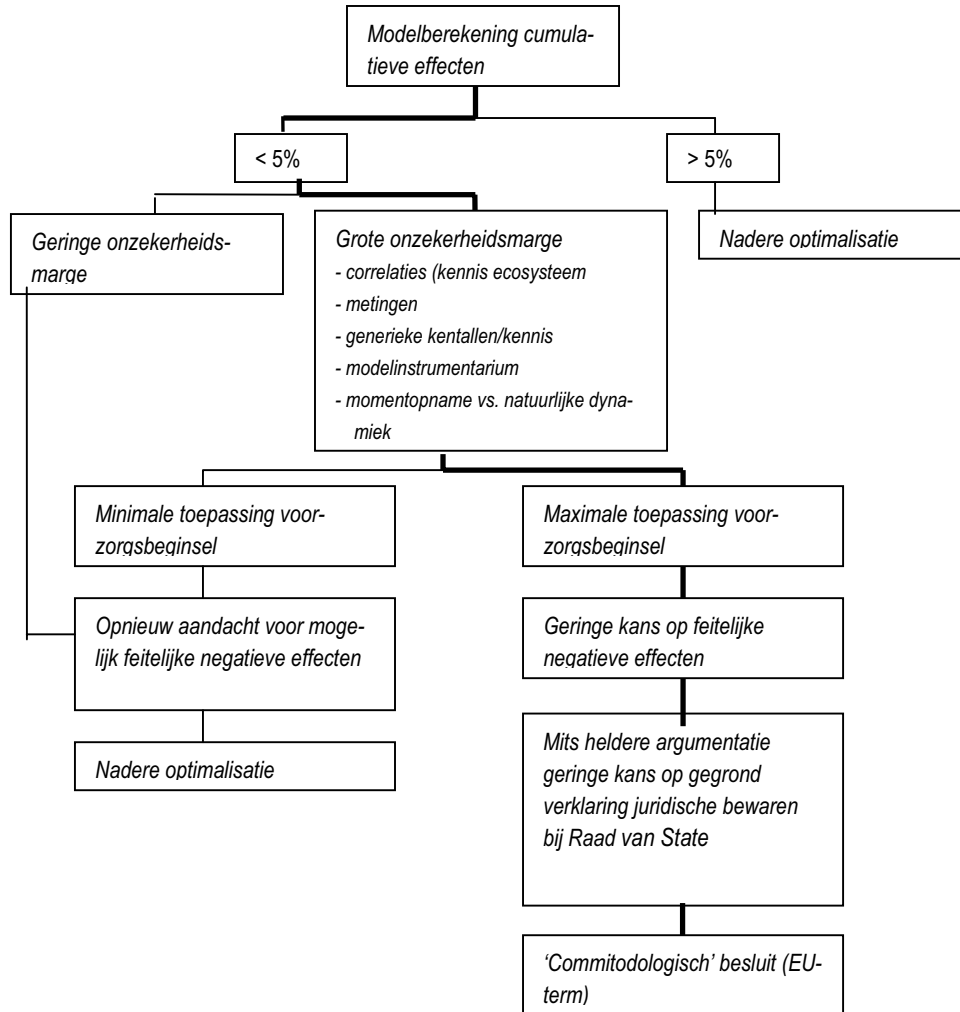 Modelberekening cumula-
tieve effecten
< 5%
> 5%
Geringe onzekerheids-
marge
Grote onzekerheidsmarge
- correlaties (kennis ecosysteem
- metingen
- generieke kentallen/kennis
- modelinstrumentarium
- momentopname vs. natuurlijke dyna-
miek
Nadere optimalisatie
Minimale toepassing voor-
zorgsbeginsel
Maximale toepassing voor-
zorgsbeginsel
Opnieuw aandacht voor moge-
lijk feitelijke negatieve effecten
Geringe kans op feitelijke
negatieve effecten
Nadere optimalisatie
Mits heldere argumentatie
geringe kans op gegrond
verklaring juridische bewaren
bij Raad van State
‘Commitodologisch’ besluit (EU-
term)